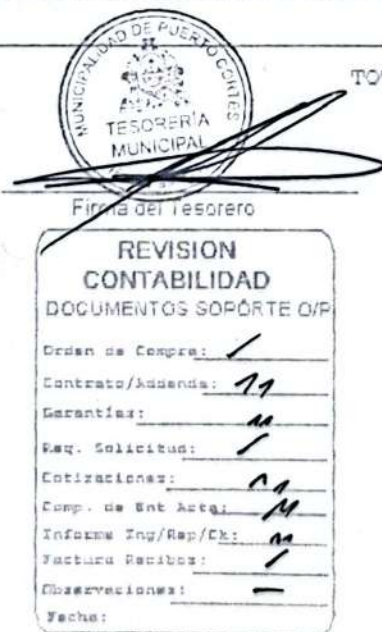 MUNICIPALIDAD DE PUERTO CORTES
TESORERÍA
MUNICIPAL
TO
Firma del Tesorero
REVISION
CONTABILIDAD
DOCUMENTOS SOPORTE O/P
Orden de Compra: ✓
Contrato/Addenda:
Garantías:
Req. Solicitud: ✓
Cotizaciones:
Comp. de Ent Acta:
Informe Ing/Rep/Ck:
Factura Recibos: ✓
Observaciones: —
Fecha: